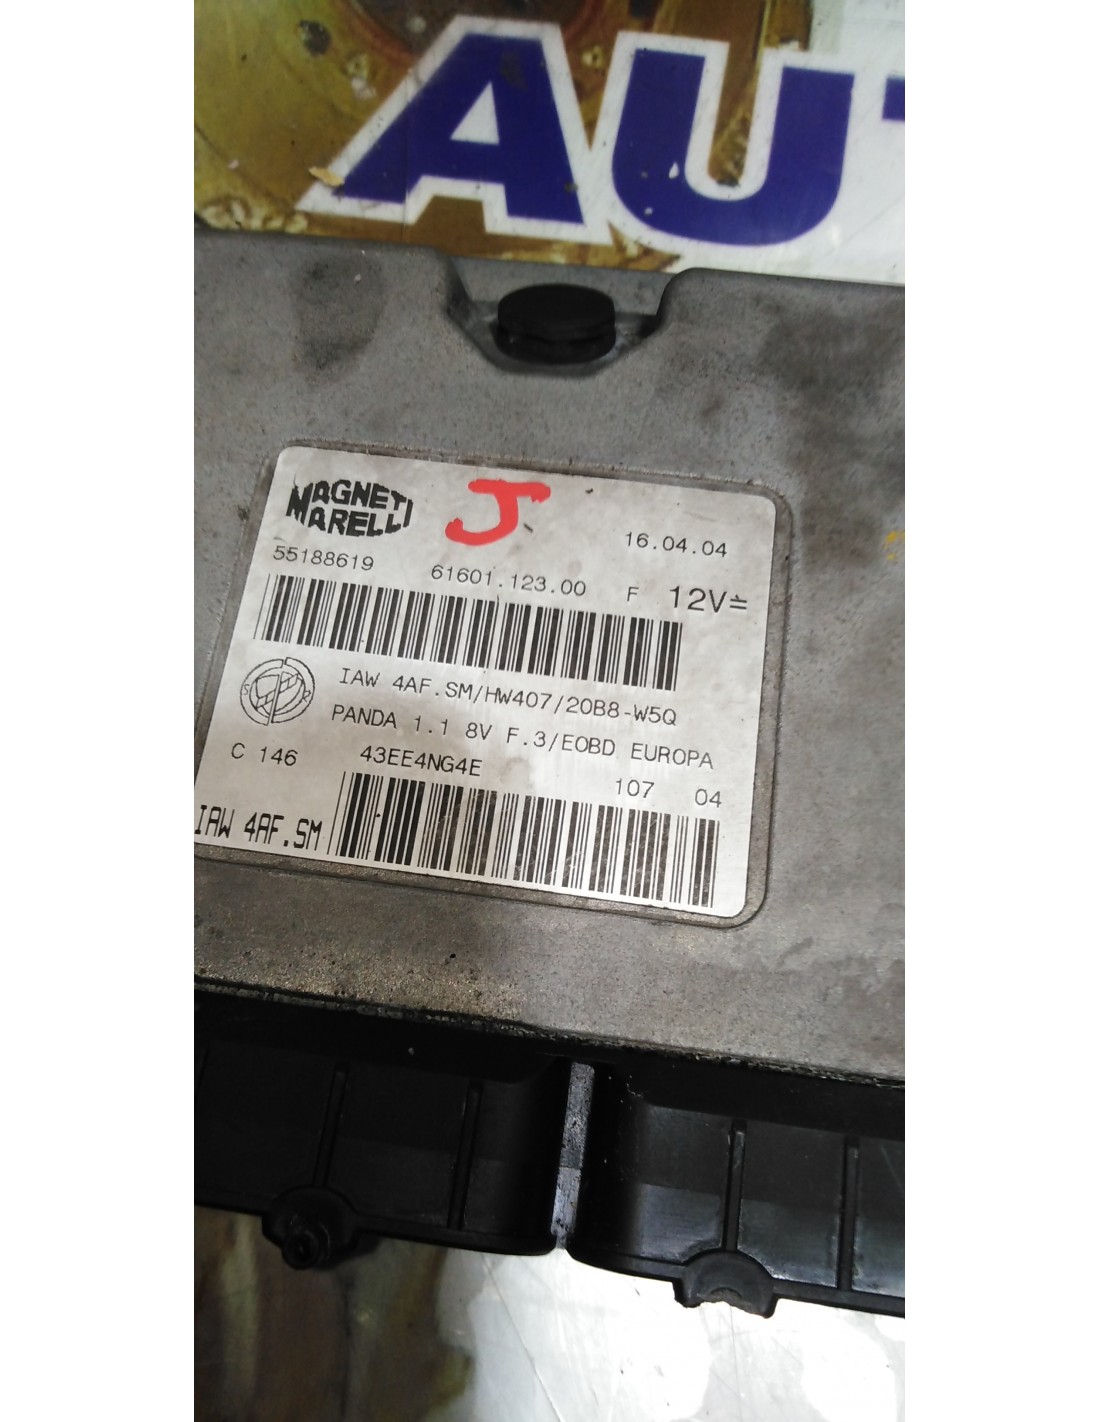 AU
MAGNETI
MARELLI
J
16.04.04
55188619 61601.123.00 F 12V
IAW 4AF.SM/HW407/20B8-W5Q
PANDA 1.1 8V F.3/EOBD EUROPA
C 146 43EE4NG4E 107 04
IAW 4AF.SM